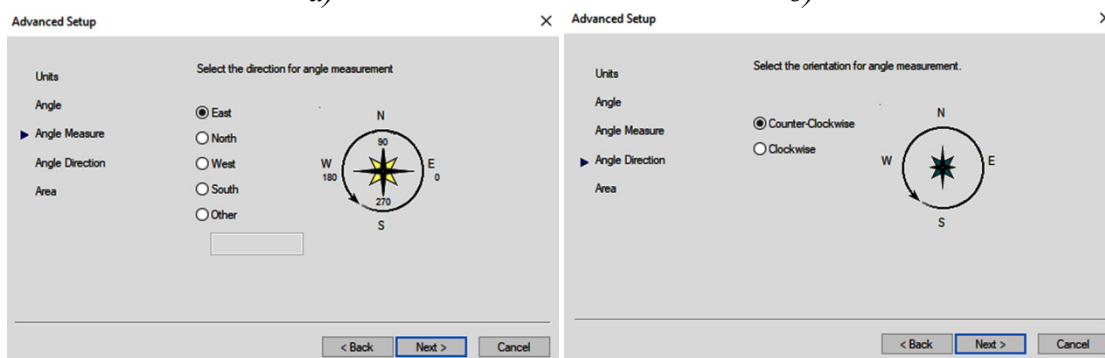 a)
b)
Advanced Setup
Units
Angle
Angle Measure
Angle Direction
Area
Select the direction for angle measurement
East
North
West
South
Other
N
90
W
180
E
0
270
S
< Back Next > Cancel
Advanced Setup
Units
Angle
Angle Measure
Angle Direction
Area
Select the orientation for angle measurement.
Counter-Clockwise
Clockwise
N
W
E
S
< Back Next > Cancel